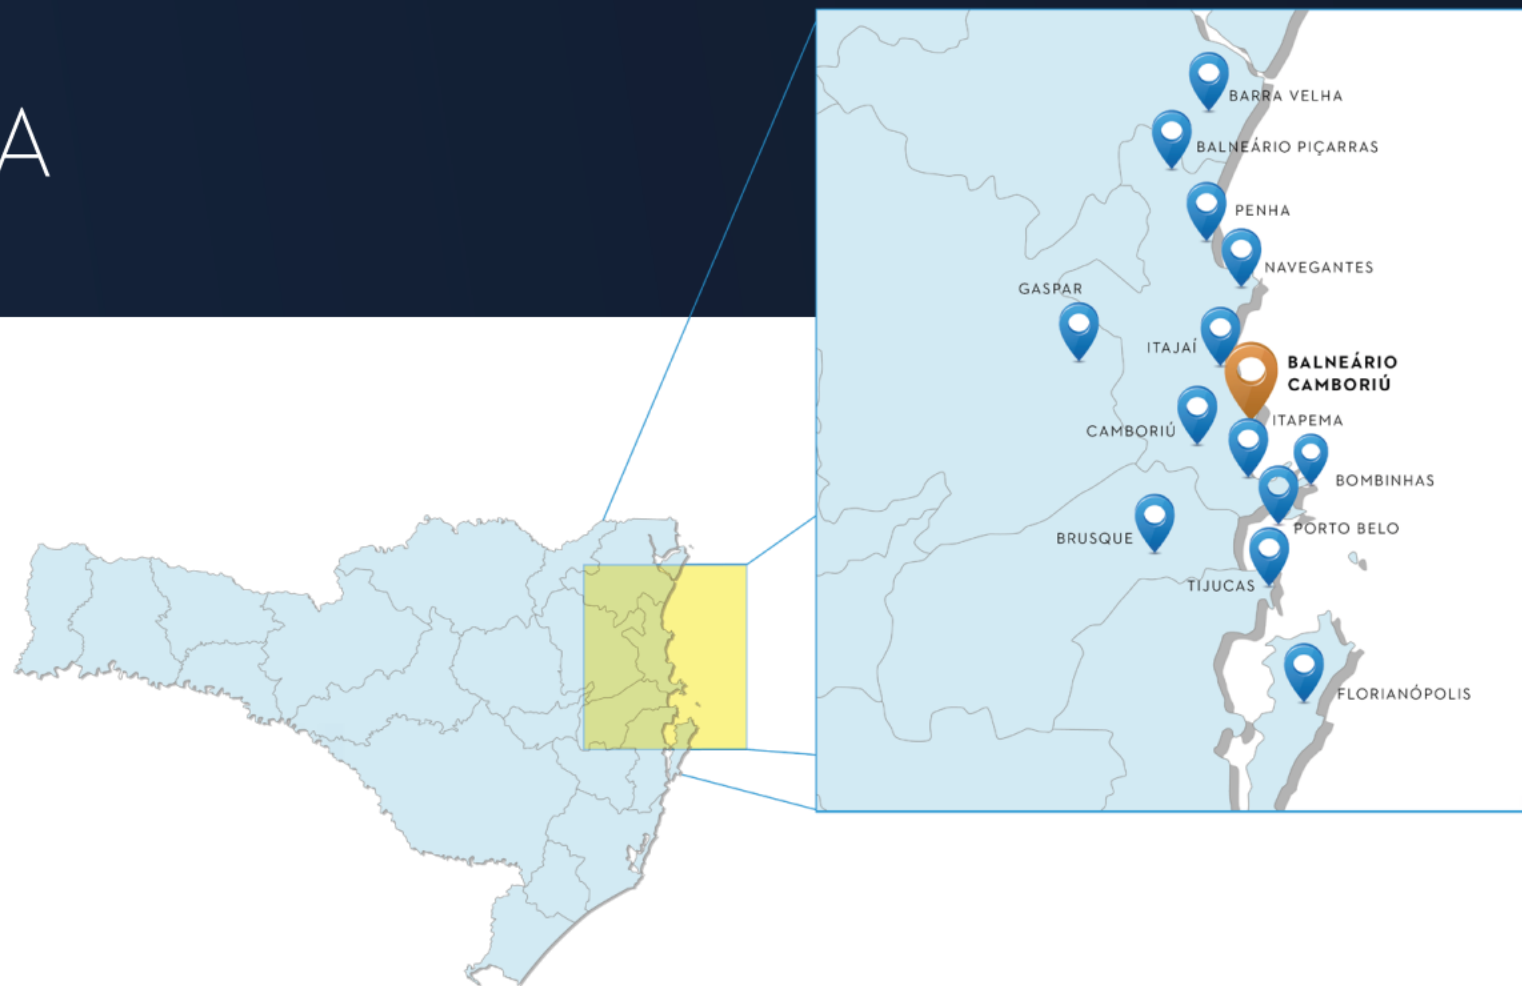 A
BARRA VELHA
BALNEÁRIO PIÇARRAS
PENHA
NAVEGANTES
GASPAR
ITAJAÍ
BALNEÁRIO
CAMBORIÚ
ITAPEMA
CAMBORIÚ
BOMBINHAS
PORTO BELO
BRUSQUE
TIJUCAS
FLORIANÓPOLIS